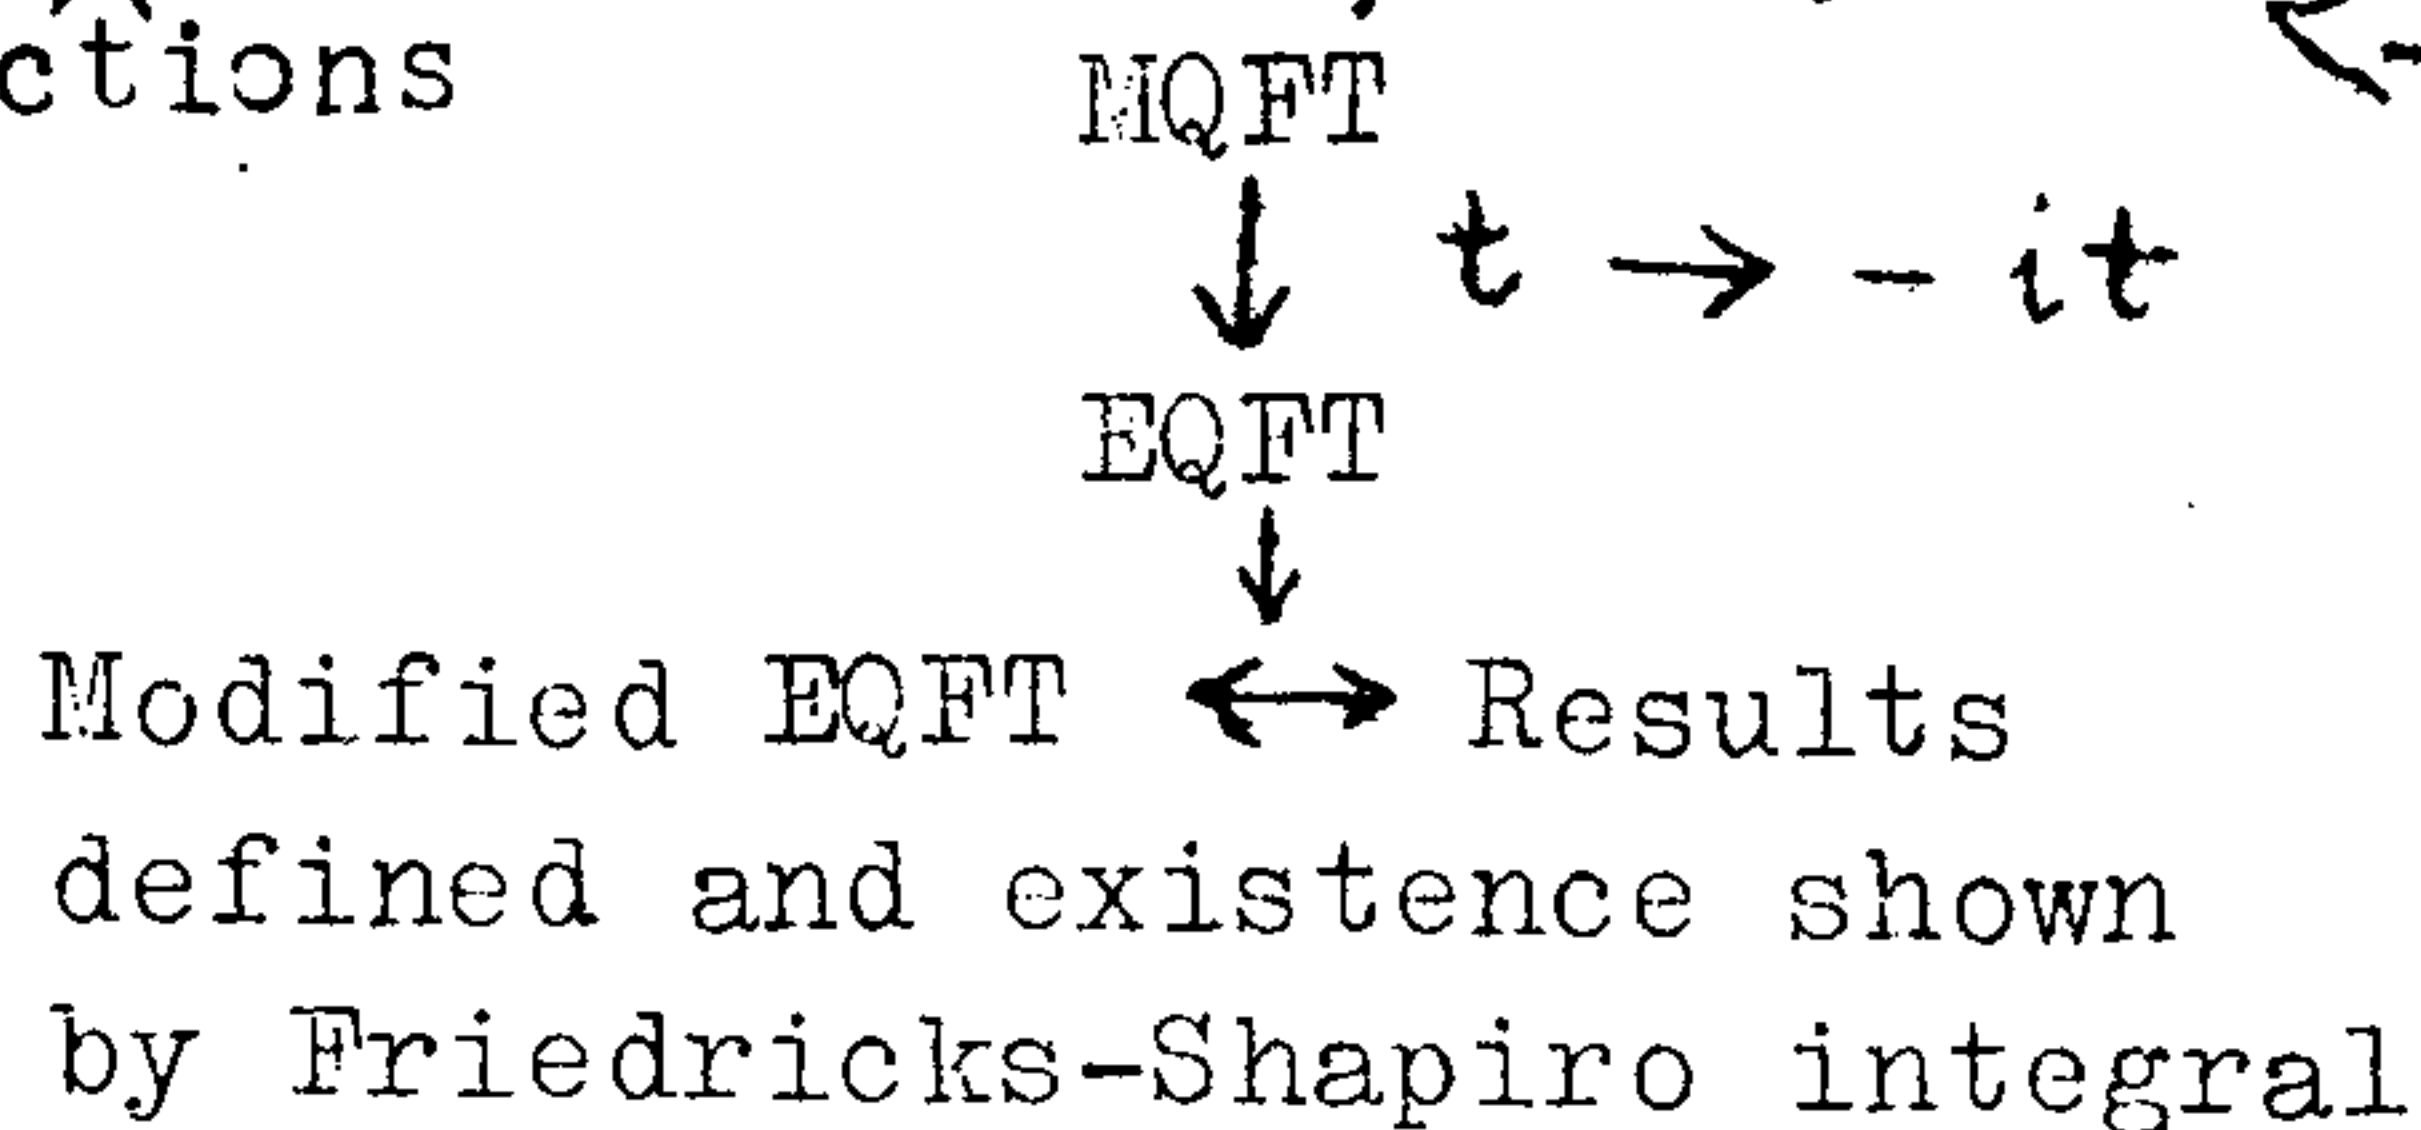 ctions MQFT
↓ t → - it
EQFT
↓
Modified EQFT ↔ Results
defined and existence shown
by Friedricks-Shapiro integral